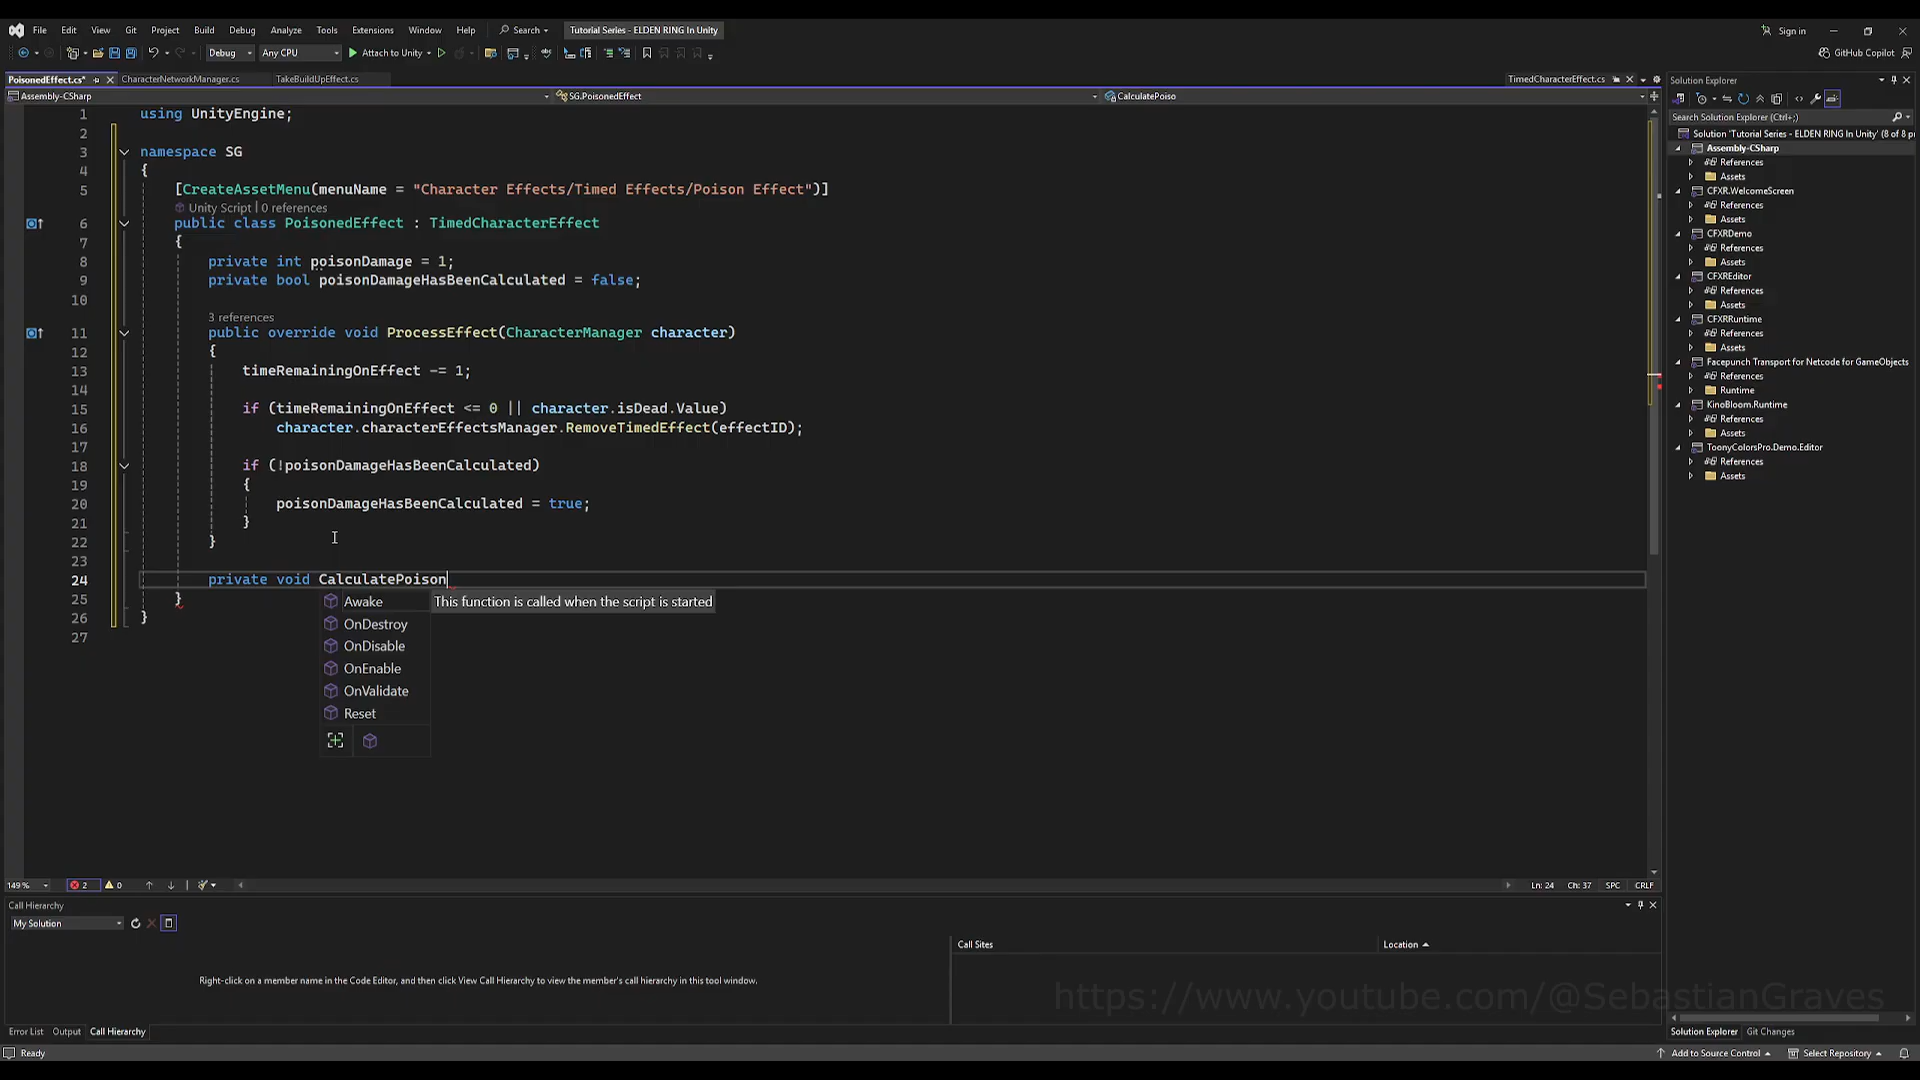 File Edit View Git Project Build Debug Analyze Tools Extensions Window Help Search Tutorial Series - ELDEN RING In Unity Sign in
Debug Any CPU Attach to Unity GitHub Copilot
PoisonedEffect.cs* CharacterNetworkManager.cs TakeBuildUpEffect.cs TimedCharacterEffect.cs
Assembly-CSharp SG.PoisonedEffect CalculatePoiso
1 using UnityEngine;
2
3 namespace SG
4 {
5 [CreateAssetMenu(menuName = "Character Effects/Timed Effects/Poison Effect")]
Unity Script | 0 references
6 public class PoisonedEffect : TimedCharacterEffect
7 {
8 private int poisonDamage = 1;
9 private bool poisonDamageHasBeenCalculated = false;
10
3 references
11 public override void ProcessEffect(CharacterManager character)
12 {
13 timeRemainingOnEffect -= 1;
14
15 if (timeRemainingOnEffect <= 0 || character.isDead.Value)
16 character.characterEffectsManager.RemoveTimedEffect(effectID);
17
18 if (!poisonDamageHasBeenCalculated)
19 {
20 poisonDamageHasBeenCalculated = true;
21 }
22 }
23
24 private void CalculatePoison
25 }
26 }
27
Awake This function is called when the script is started
OnDestroy
OnDisable
OnEnable
OnValidate
Reset
149 % 2 0 Ln: 24 Ch: 37 SPC CRLF
Call Hierarchy
My Solution
Call Sites Location
Right-click on a member name in the Code Editor, and then click View Call Hierarchy to view the member's call hierarchy in this tool window.
https://www.youtube.com/@SebastianGraves
Error List Output Call Hierarchy
Ready
Solution Explorer
Search Solution Explorer (Ctrl+;)
Solution 'Tutorial Series - ELDEN RING In Unity' (8 of 8 p
Assembly-CSharp
References
Assets
CFXR.WelcomeScreen
References
Assets
CFXRDemo
References
Assets
CFXREditor
References
Assets
CFXRRuntime
References
Assets
Facepunch Transport for Netcode for GameObjects
References
Runtime
KinoBloom.Runtime
References
Assets
ToonyColorsPro.Demo.Editor
References
Assets
Solution Explorer Git Changes
Add to Source Control Select Repository